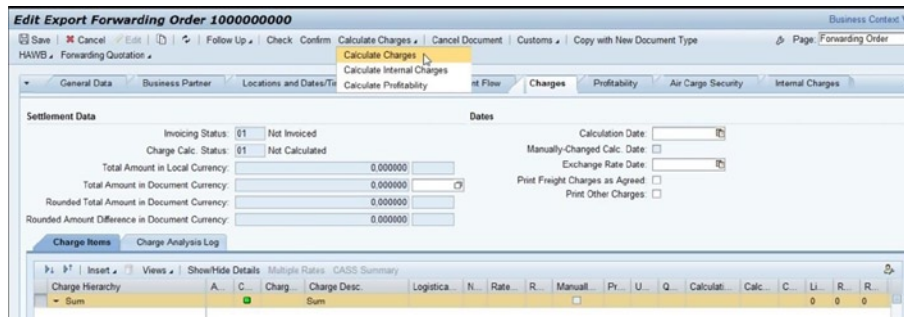 Edit Export Forwarding Order 1000000000
Business Context
Save Cancel Edit Follow Up Check Confirm Calculate Charges Cancel Document Customs Copy with New Document Type Page: Forwarding Order
HAWB Forwarding Quotation
Calculate Charges
Calculate Internal Charges
Calculate Profitability
General Data Business Partner Locations and Dates/Ti nt Flow Charges Profitability Air Cargo Security Internal Charges
Settlement Data Dates
Invoicing Status: 01 Not Invoiced Calculation Date:
Charge Calc. Status: 01 Not Calculated Manually-Changed Calc. Date:
Total Amount in Local Currency: 0,000000 Exchange Rate Date:
Total Amount in Document Currency: 0,000000 Print Freight Charges as Agreed:
Rounded Total Amount in Document Currency: 0,000000 Print Other Charges:
Rounded Amount Difference in Document Currency: 0,000000
Charge Items Charge Analysis Log
Insert Views Show/Hide Details Multiple Rates CASS Summary
Charge Hierarchy A... C... Charg... Charge Desc. Logistica... N... Rate... R... Manuall... Pr... U... Q... Calculati... Calc... C... Li... R... R...
Sum Sum 0 0 0